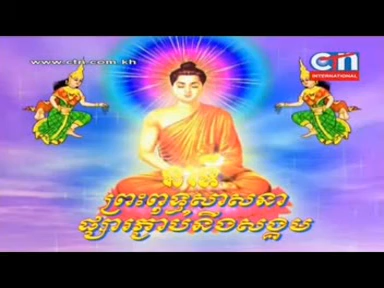 www.ctn.com.kh
CTN
INTERNATIONAL
ព្រះពុទ្ធសាសនា
ផ្សារភ្ជាប់នឹងសង្គម